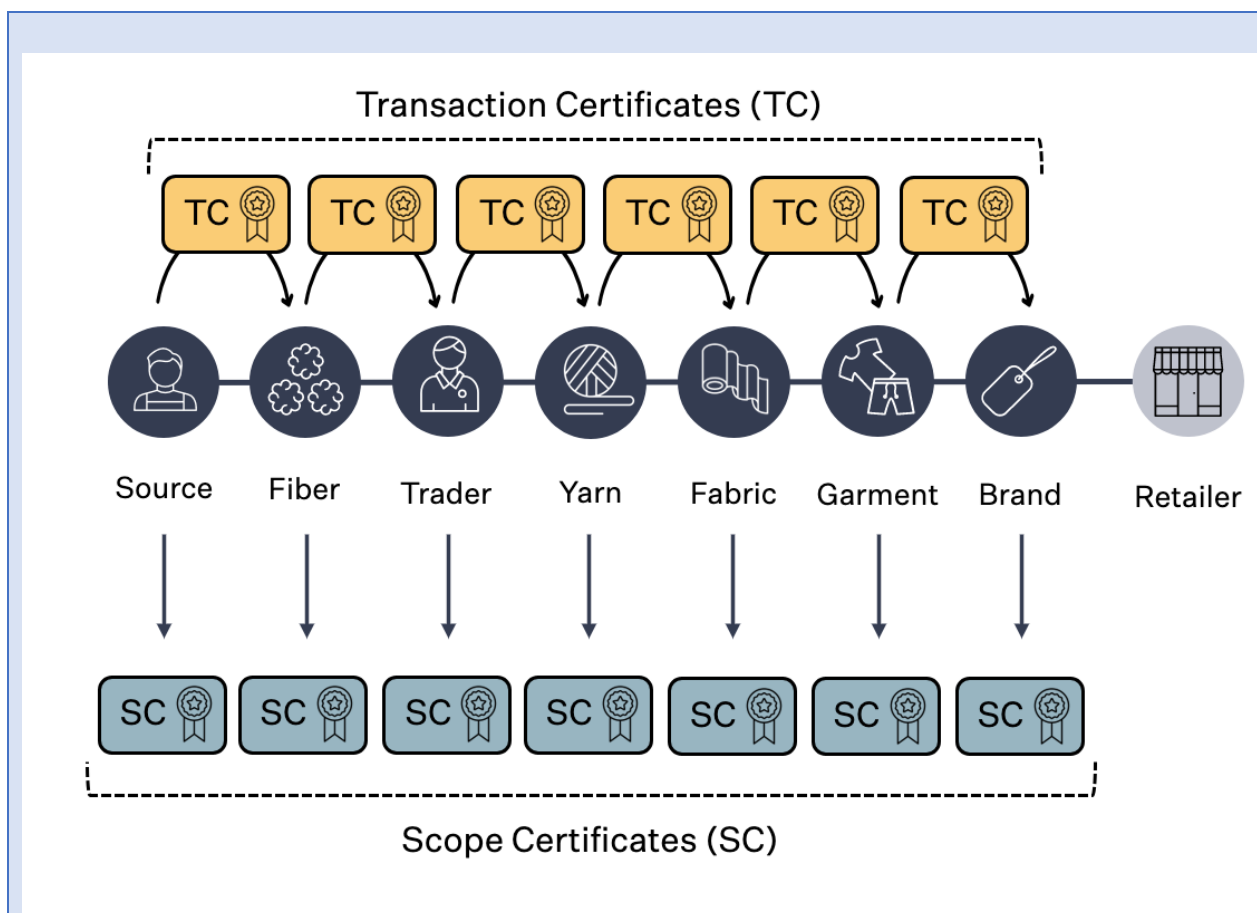 Transaction Certificates (TC)
TC TC TC TC TC TC
Source Fiber Trader Yarn Fabric Garment Brand Retailer
SC SC SC SC SC SC SC
Scope Certificates (SC)